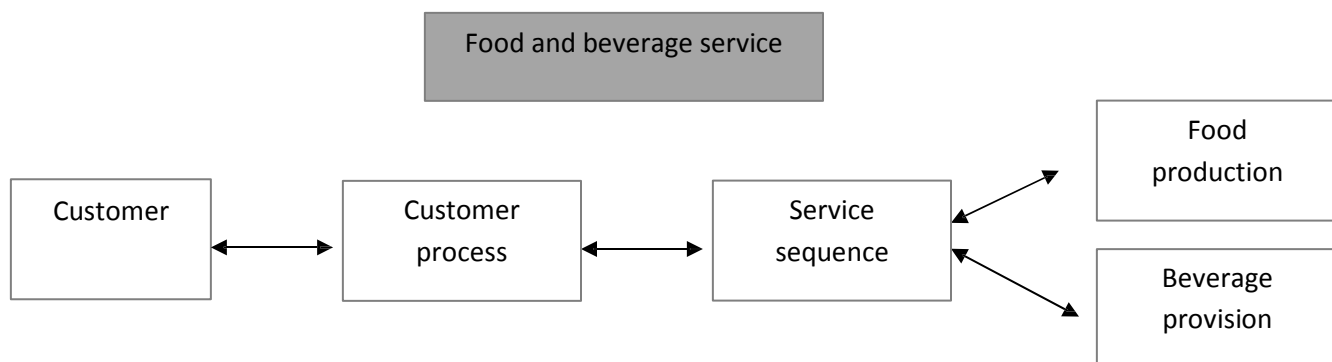 Food and beverage service
Customer
Customer
process
Service
sequence
Food
production
Beverage
provision